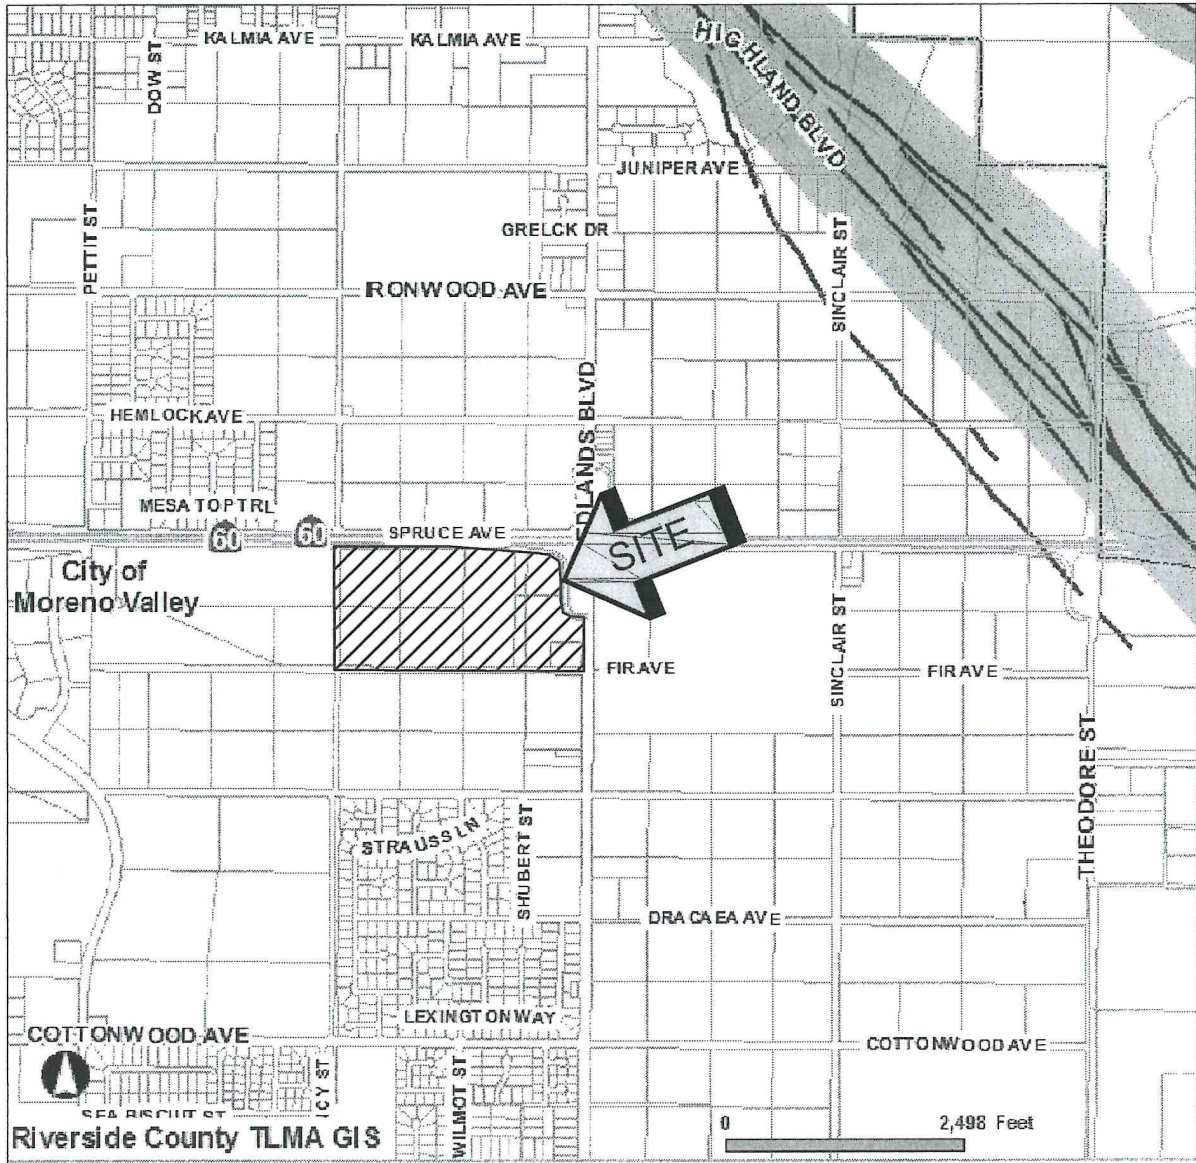 KALMIA AVE
KALMIA AVE
DOW ST
HIGHLAND BLVD
JUNIPER AVE
PETTIT ST
GRELCK DR
SINCLAIR ST
IRONWOOD AVE
HEMLOCK AVE
EDLANDS BLVD
MESA TOP TRL
SPRUCE AVE
60
60
SITE
City of
Moreno Valley
SINCLAIR ST
FIR AVE
FIR AVE
THEODORE ST
STRAUSS LN
SHUBERT ST
DRACAEA AVE
LEXINGTON WAY
COTTONWOOD AVE
COTTONWOOD AVE
ICY ST
WILMOT ST
SEA BISCUIT ST
0 2,498 Feet
Riverside County TLMA GIS